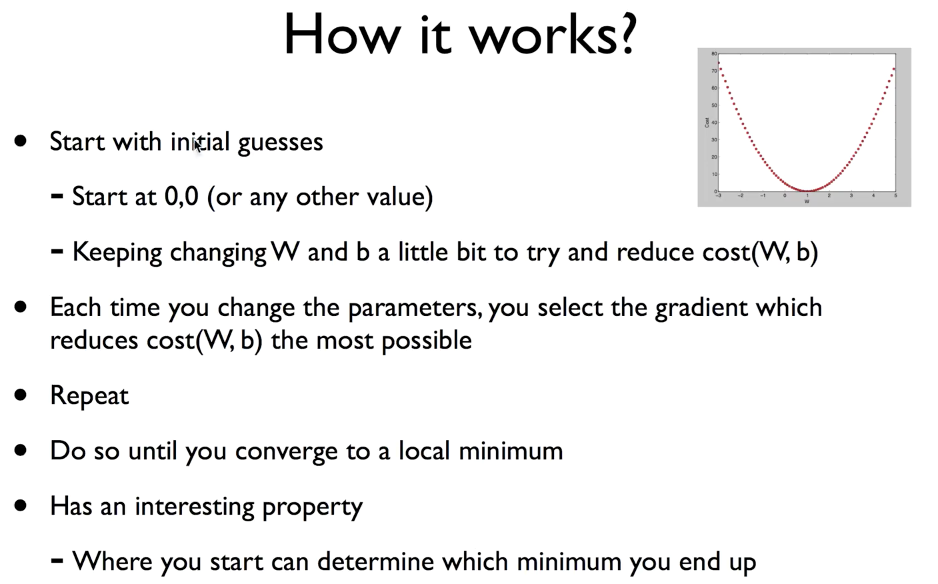 How it works?
80
70
60
50
40
30
20
10
0
Cost
-3 -2 -1 0 1 2 3 4 5
W
• Start with initial guesses
- Start at 0,0 (or any other value)
- Keeping changing W and b a little bit to try and reduce cost(W, b)
• Each time you change the parameters, you select the gradient which
reduces cost(W, b) the most possible
• Repeat
• Do so until you converge to a local minimum
• Has an interesting property
- Where you start can determine which minimum you end up